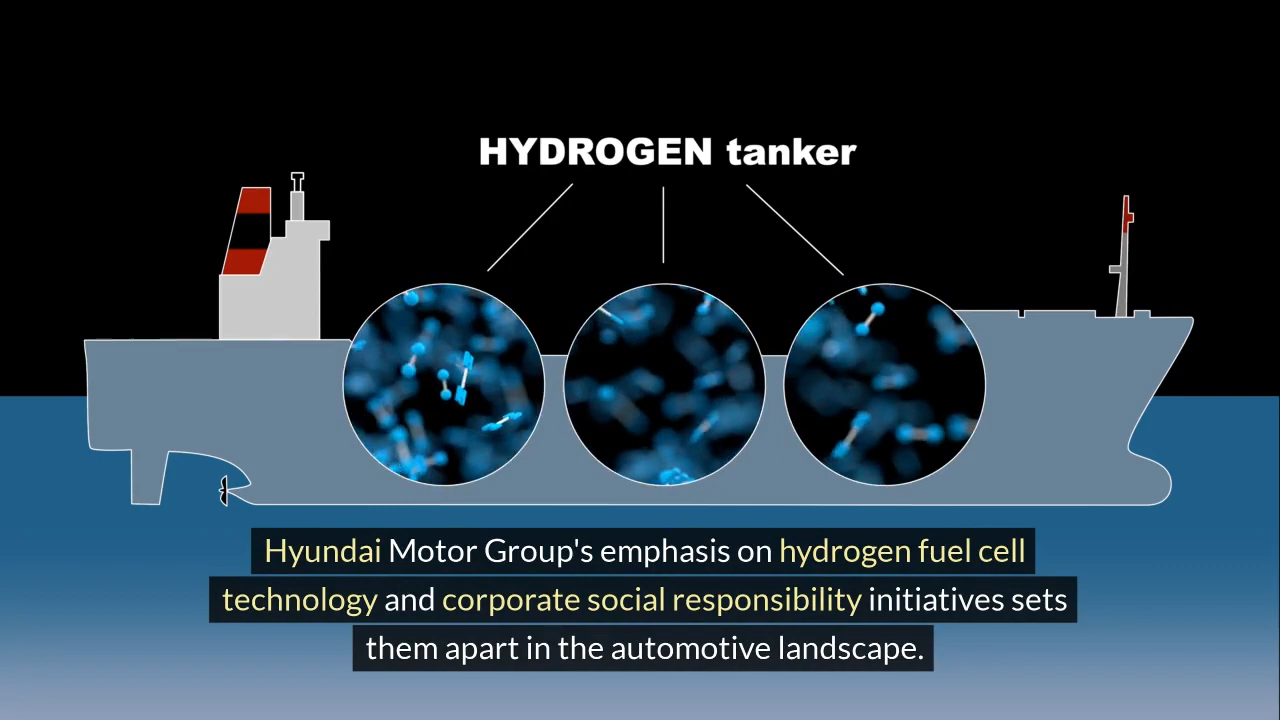 HYDROGEN tanker
Hyundai Motor Group's emphasis on hydrogen fuel cell
technology and corporate social responsibility initiatives sets
them apart in the automotive landscape.